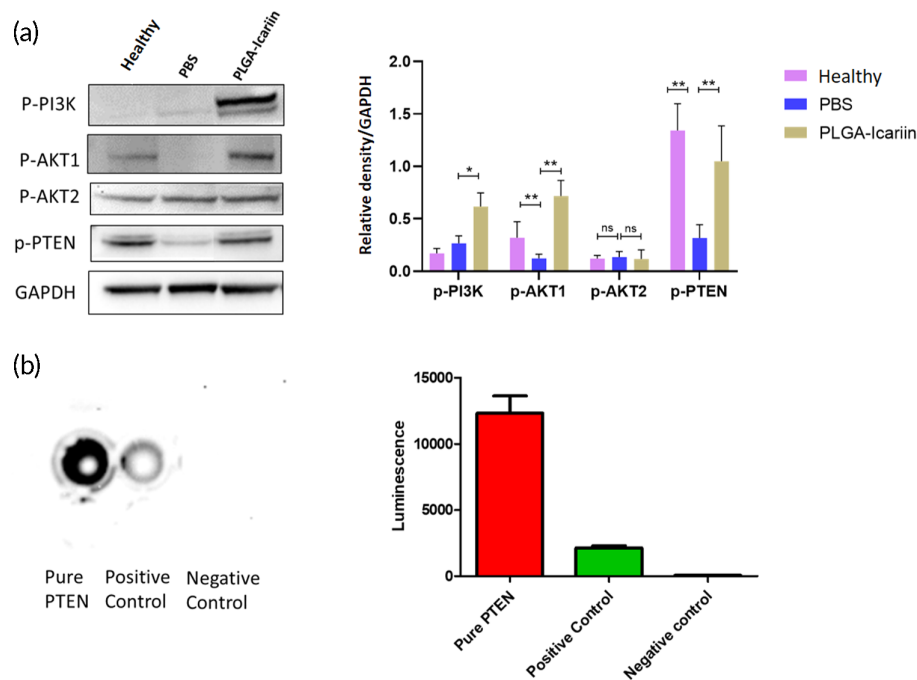 (a)
Healthy
PBS
PLGA-Icariin
P-PI3K
P-AKT1
P-AKT2
p-PTEN
GAPDH
Relative density/GAPDH
2.0
1.5
1.0
0.5
0.0
**
**
*
**
**
ns
ns
p-PI3K
p-AKT1
p-AKT2
p-PTEN
Healthy
PBS
PLGA-Icariin
(b)
Pure
PTEN
Positive
Control
Negative
Control
Luminescence
15000
10000
5000
0
Pure PTEN
Positive Control
Negative control